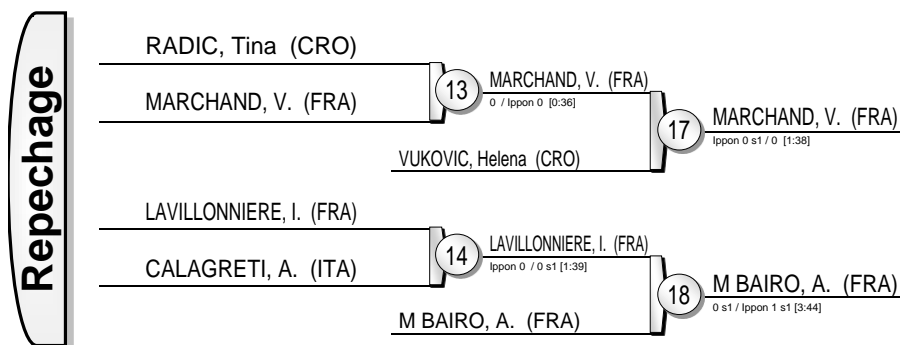 Repechage
RADIC, Tina (CRO)
MARCHAND, V. (FRA)
13
MARCHAND, V. (FRA)
0 / Ippon 0 [0:36]
VUKOVIC, Helena (CRO)
17
MARCHAND, V. (FRA)
Ippon 0 s1 / 0 [1:38]
LAVILLONNIERE, I. (FRA)
CALAGRETI, A. (ITA)
14
LAVILLONNIERE, I. (FRA)
Ippon 0 / 0 s1 [1:39]
M BAIRO, A. (FRA)
18
M BAIRO, A. (FRA)
0 s1 / Ippon 1 s1 [3:44]